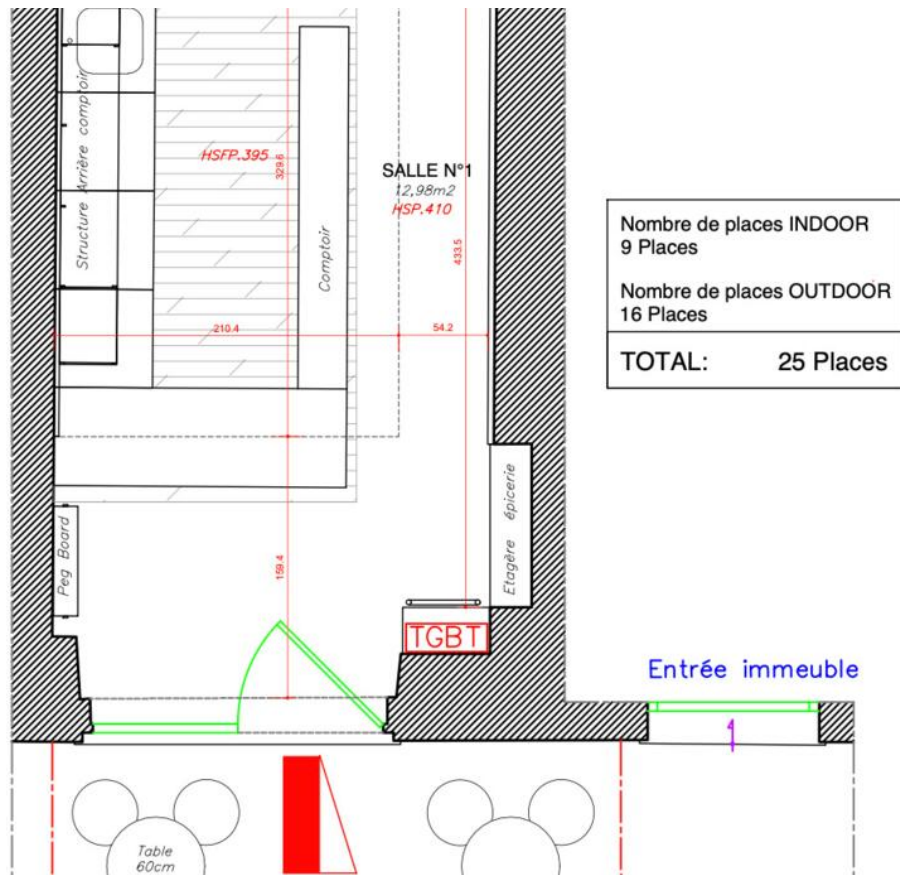 Structure Arrière comptoir
HSFP.395
329.6
SALLE N°1
12,98m2
HSP.410
Comptoir
433.5
210.4
54.2
Nombre de places INDOOR
9 Places
Nombre de places OUTDOOR
16 Places
TOTAL: 25 Places
Peg Board
159.4
Etagère épicerie
TGBT
Entrée immeuble
4
Table
60cm